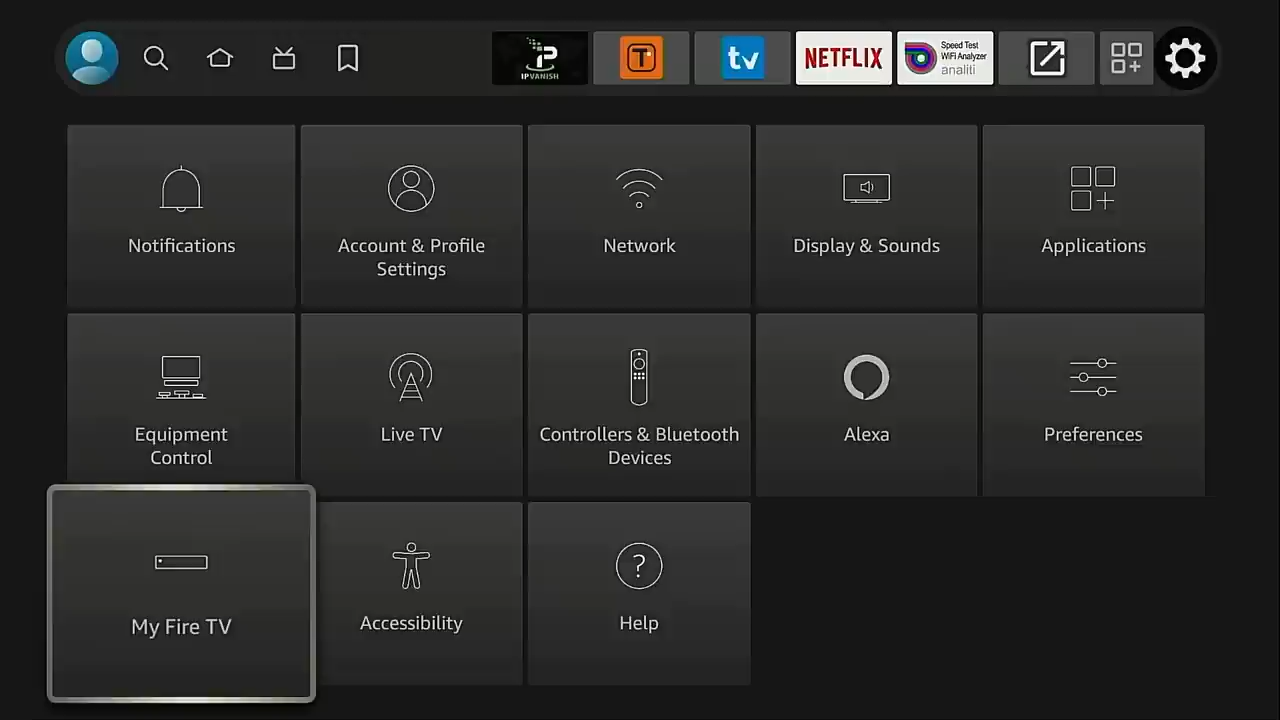 IPVANISH
T
tv
NETFLIX
Speed Test
WiFi Analyzer
analiti
Notifications
Account & Profile
Settings
Network
Display & Sounds
Applications
Equipment
Control
Live TV
Controllers & Bluetooth
Devices
Alexa
Preferences
My Fire TV
Accessibility
?
Help